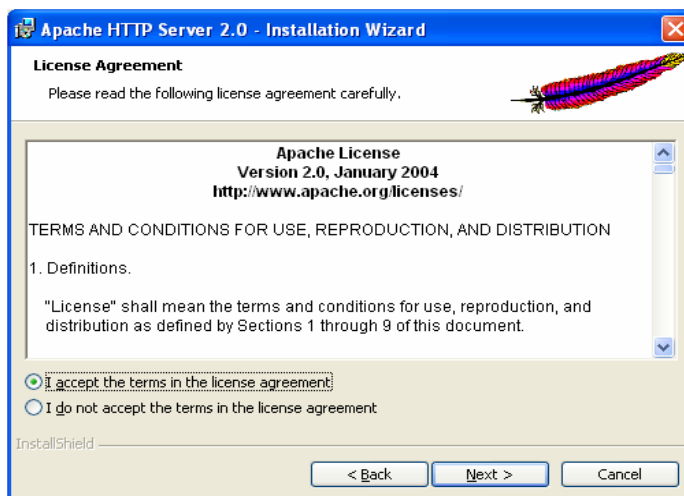 Apache HTTP Server 2.0 - Installation Wizard
License Agreement
Please read the following license agreement carefully.
Apache License
Version 2.0, January 2004
http://www.apache.org/licenses/
TERMS AND CONDITIONS FOR USE, REPRODUCTION, AND DISTRIBUTION
1. Definitions.
"License" shall mean the terms and conditions for use, reproduction, and
distribution as defined by Sections 1 through 9 of this document.
I accept the terms in the license agreement
I do not accept the terms in the license agreement
InstallShield
< Back
Next >
Cancel